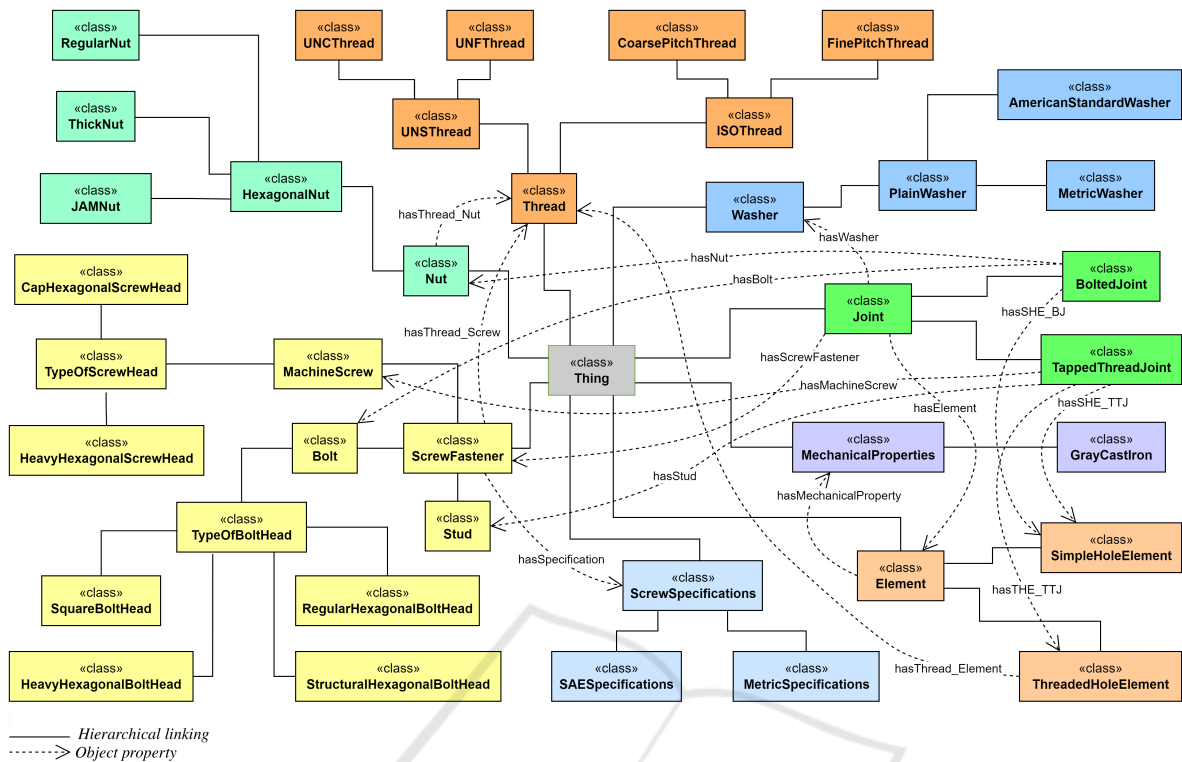 «class»
RegularNut
«class»
UNCThread
«class»
UNFThread
«class»
CoarsePitchThread
«class»
FinePitchThread
«class»
ThickNut
«class»
UNSThread
«class»
ISOThread
«class»
AmericanStandardWasher
«class»
JAMNut
«class»
HexagonalNut
«class»
Thread
«class»
Washer
«class»
PlainWasher
«class»
MetricWasher
hasThread_Nut
hasWasher
«class»
CapHexagonalScrewHead
«class»
Nut
hasNut
hasBolt
«class»
BoltedJoint
«class»
Joint
hasSHE_BJ
hasThread_Screw
«class»
TypeOfScrewHead
«class»
MachineScrew
«class»
Thing
hasScrewFastener
hasMachineScrew
«class»
TappedThreadJoint
hasElement
hasSHE_TTJ
«class»
HeavyHexagonalScrewHead
«class»
Bolt
«class»
ScrewFastener
«class»
MechanicalProperties
«class»
GrayCastIron
hasStud
hasMechanicalProperty
«class»
TypeOfBoltHead
«class»
Stud
«class»
SimpleHoleElement
hasSpecification
«class»
Element
«class»
SquareBoltHead
«class»
RegularHexagonalBoltHead
«class»
ScrewSpecifications
hasTHE_TTJ
«class»
HeavyHexagonalBoltHead
«class»
StructuralHexagonalBoltHead
«class»
SAESpecifications
«class»
MetricSpecifications
hasThread_Element
«class»
ThreadedHoleElement
Hierarchical linking
Object property